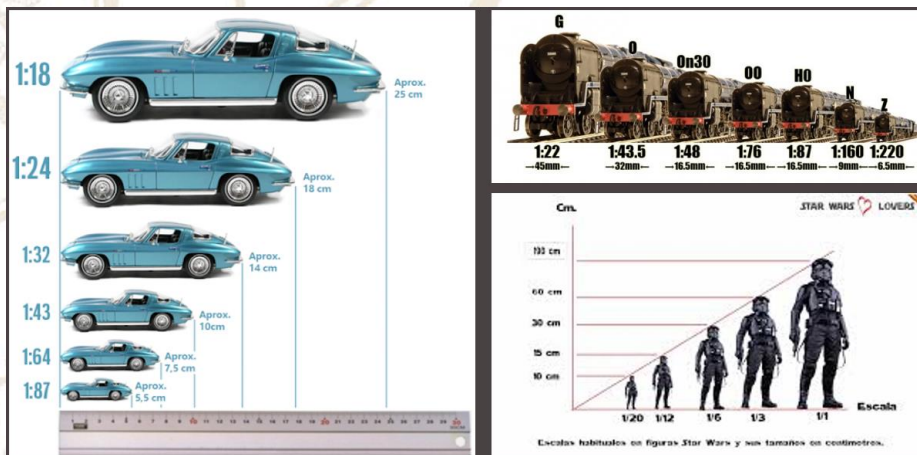 1:18
Aprox.
25 cm
1:24
Aprox.
18 cm
1:32
Aprox.
14 cm
1:43
Aprox.
10cm
1:64
Aprox.
7,5 cm
1:87
Aprox.
5,5 cm
G O On30 OO HO N Z
1:22 1:43.5 1:48 1:76 1:87 1:160 1:220
45mm 32mm 16.5mm 16.5mm 16.5mm 9mm 6.5mm
Cm.
STAR WARS LOVERS
60 cm
30 cm
15 cm
10 cm
1/20 1/12 1/6 1/3 1/1
Escala
Escalas habituales en figuras Star Wars y sus tamaños en centímetros.